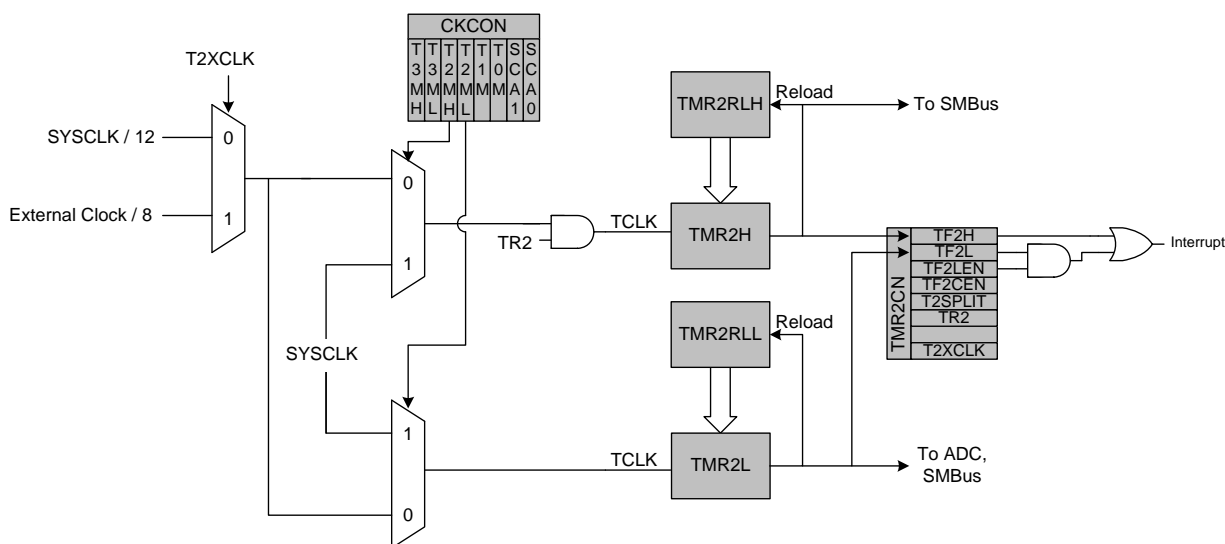 CKCON
T3MH
T3ML
T2MH
T2ML
T1M
T0M
SCA1
SCA0
T2XCLK
SYSCLK / 12
0
External Clock / 8
1
0
1
TR2
TCLK
TMR2RLH
Reload
To SMBus
TMR2H
TMR2CN
TF2H
TF2L
TF2LEN
TF2CEN
T2SPLIT
TR2
T2XCLK
Interrupt
SYSCLK
1
0
TCLK
TMR2RLL
Reload
TMR2L
To ADC,
SMBus